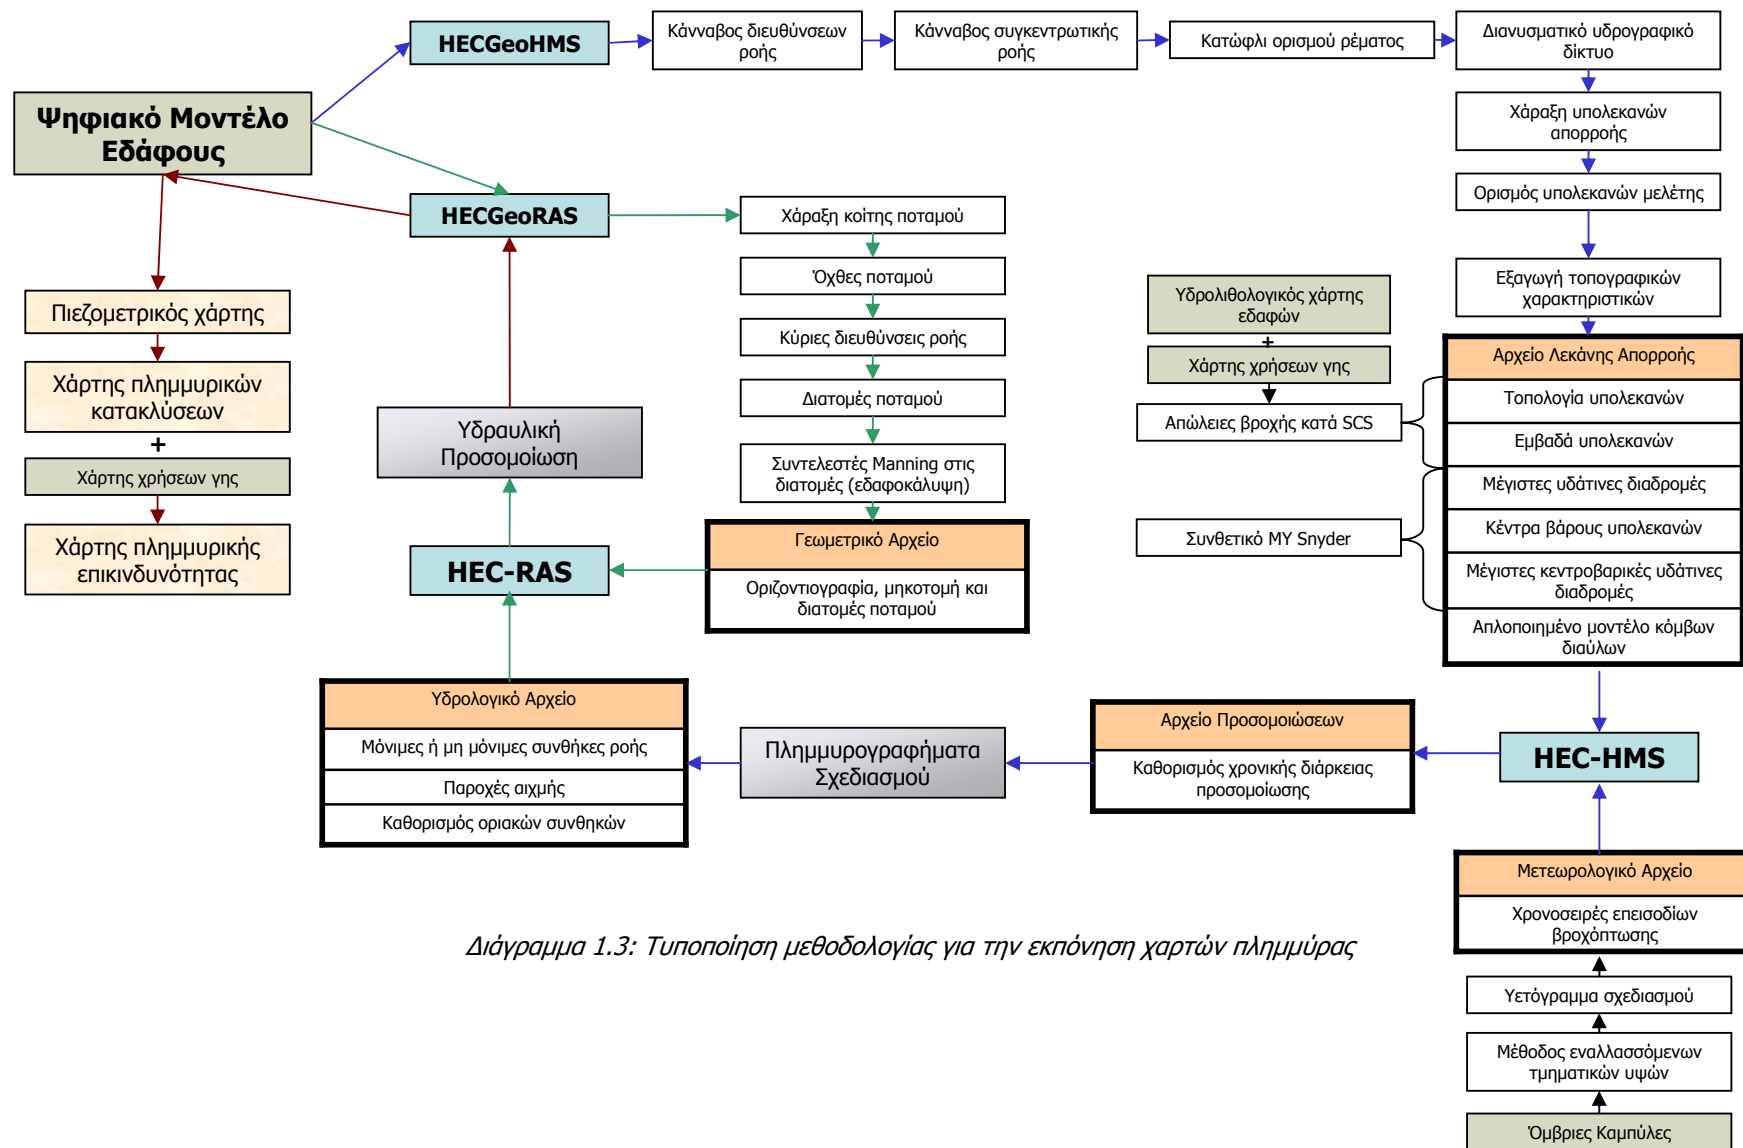 HECGeoHMS
Κάνναβος διευθύνσεων
ροής
Κάνναβος συγκεντρωτικής
ροής
Κατώφλι ορισμού ρέματος
Διανυσματικό υδρογραφικό
δίκτυο
Ψηφιακό Μοντέλο
Εδάφους
Χάραξη υπολεκανών
απορροής
Ορισμός υπολεκανών μελέτης
Εξαγωγή τοπογραφικών
χαρακτηριστικών
HECGeoRAS
Χάραξη κοίτης ποταμού
Όχθες ποταμού
Κύριες διευθύνσεις ροής
Διατομές ποταμού
Συντελεστές Manning στις
διατομές (εδαφοκάλυψη)
Γεωμετρικό Αρχείο
Οριζοντιογραφία, μηκοτομή και
διατομές ποταμού
Πιεζομετρικός χάρτης
Χάρτης πλημμυρικών
κατακλύσεων
+
Χάρτης χρήσεων γης
Χάρτης πλημμυρικής
επικινδυνότητας
Υδραυλική
Προσομοίωση
HEC-RAS
Υδρολιθολογικός χάρτης
εδαφών
+
Χάρτης χρήσεων γης
Απώλειες βροχής κατά SCS
Συνθετικό ΜΥ Snyder
Αρχείο Λεκάνης Απορροής
Τοπολογία υπολεκανών
Εμβαδά υπολεκανών
Μέγιστες υδάτινες διαδρομές
Κέντρα βάρους υπολεκανών
Μέγιστες κεντροβαρικές υδάτινες
διαδρομές
Απλοποιημένο μοντέλο κόμβων
διαύλων
Υδρολογικό Αρχείο
Μόνιμες ή μη μόνιμες συνθήκες ροής
Παροχές αιχμής
Καθορισμός οριακών συνθηκών
Πλημμυρογραφήματα
Σχεδιασμού
Αρχείο Προσομοιώσεων
Καθορισμός χρονικής διάρκειας
προσομοίωσης
HEC-HMS
Μετεωρολογικό Αρχείο
Χρονοσειρές επεισοδίων
βροχόπτωσης
Υετόγραμμα σχεδιασμού
Μέθοδος εναλλασσόμενων
τμηματικών υψών
Όμβριες Καμπύλες
Διάγραμμα 1.3: Τυποποίηση μεθοδολογίας για την εκπόνηση χαρτών πλημμύρας